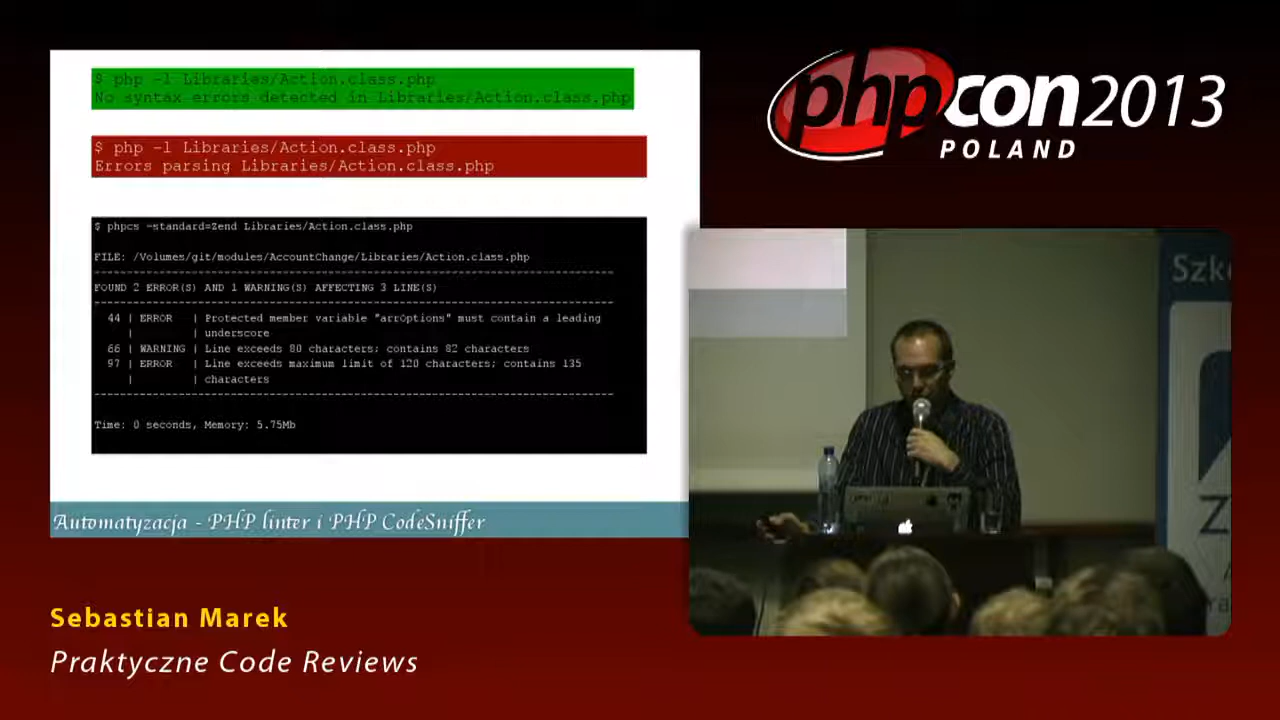 $ php -l Libraries/Action.class.php
No syntax errors detected in Libraries/Action.class.php
$ php -l Libraries/Action.class.php
Errors parsing Libraries/Action.class.php
$ phpcs -standard=Zend Libraries/Action.class.php
FILE: /Volumes/git/modules/AccountChange/Libraries/Action.class.php
--------------------------------------------------------------------------------
FOUND 2 ERROR(S) AND 1 WARNING(S) AFFECTING 3 LINE(S)
--------------------------------------------------------------------------------
44 | ERROR | Protected member variable "arrOptions" must contain a leading
| | underscore
66 | WARNING | Line exceeds 80 characters; contains 82 characters
97 | ERROR | Line exceeds maximum limit of 120 characters; contains 135
| | characters
--------------------------------------------------------------------------------
Time: 0 seconds, Memory: 5.75Mb
Automatyzacja - PHP linter i PHP CodeSniffer
phpcon2013
POLAND
Szk
Z
Sebastian Marek
Praktyczne Code Reviews